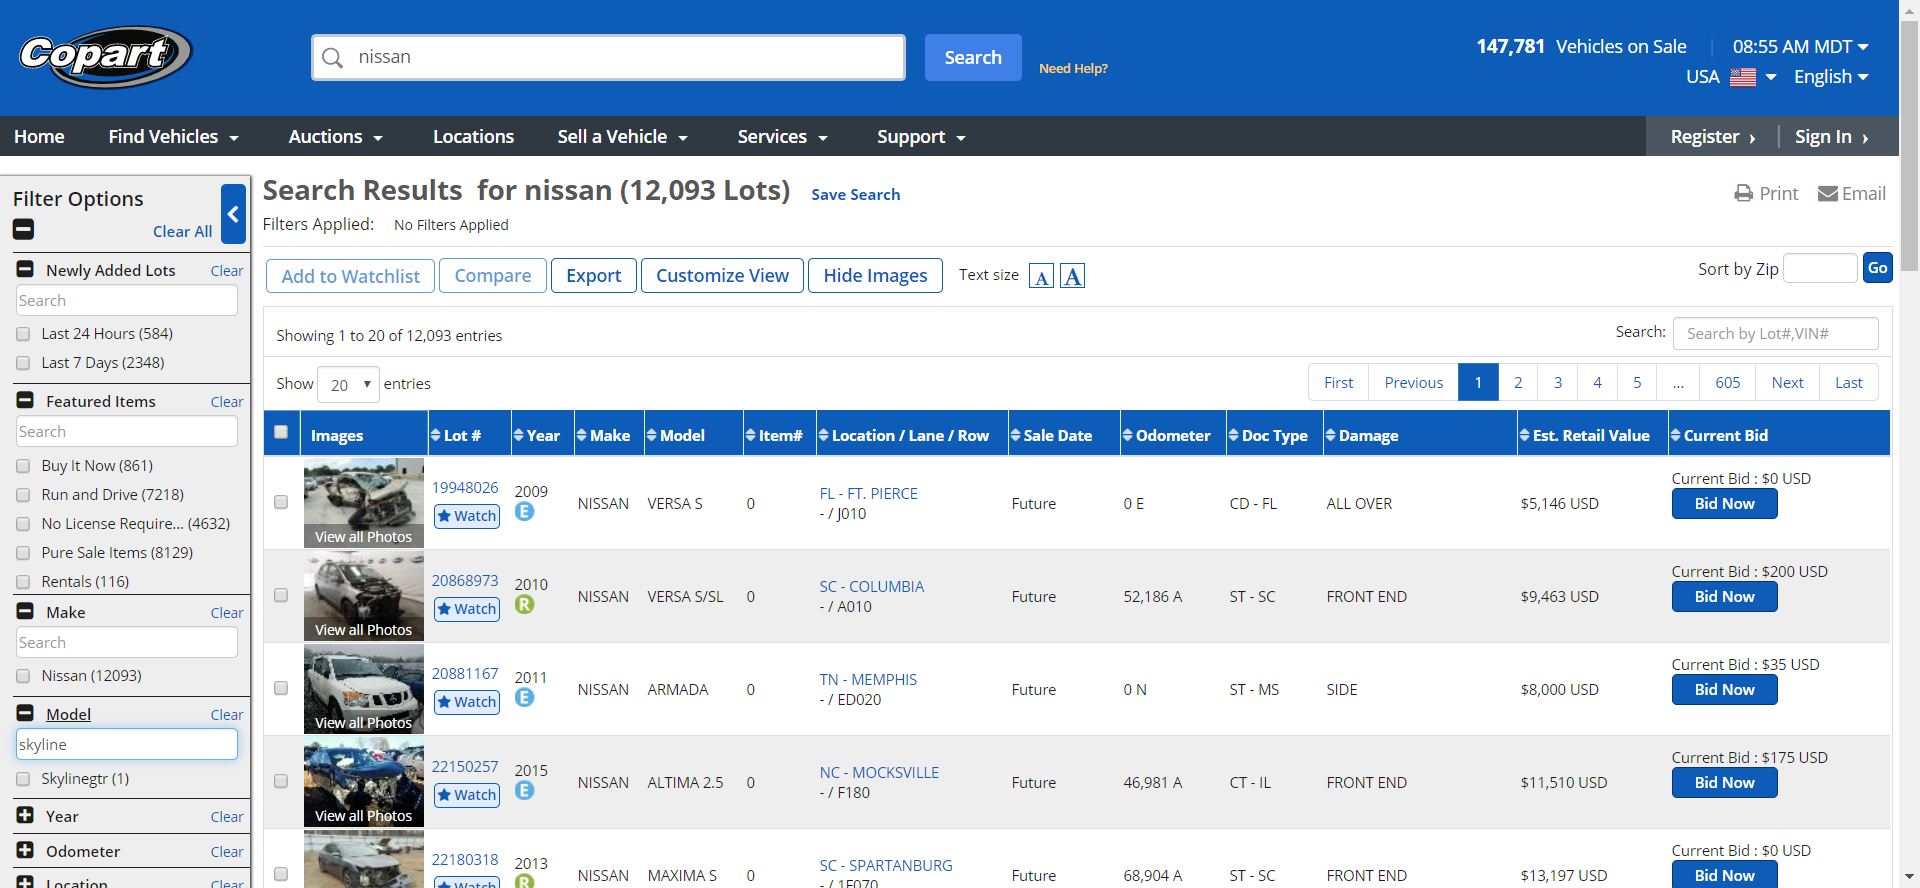 Copart
nissan
Search
Need Help?
147,781 Vehicles on Sale
08:55 AM MDT
USA
English
Home
Find Vehicles
Auctions
Locations
Sell a Vehicle
Services
Support
Register ›
Sign In ›
Filter Options
Clear All
Newly Added Lots
Clear
Search
Last 24 Hours (584)
Last 7 Days (2348)
Featured Items
Clear
Search
Buy It Now (861)
Run and Drive (7218)
No License Require... (4632)
Pure Sale Items (8129)
Rentals (116)
Make
Clear
Search
Nissan (12093)
Model
Clear
skyline
Skylinegtr (1)
Year
Clear
Odometer
Clear
Location
Clear
Search Results for nissan (12,093 Lots)
Save Search
Print
Email
Filters Applied: No Filters Applied
Add to Watchlist
Compare
Export
Customize View
Hide Images
Text size A A
Sort by Zip
Go
Showing 1 to 20 of 12,093 entries
Search: Search by Lot#,VIN#
Show 20 entries
First Previous 1 2 3 4 5 ... 605 Next Last
Images Lot # Year Make Model Item# Location / Lane / Row Sale Date Odometer Doc Type Damage Est. Retail Value Current Bid
View all Photos
19948026
Watch
2009
E
NISSAN
VERSA S
0
FL - FT. PIERCE
- / J010
Future
0 E
CD - FL
ALL OVER
$5,146 USD
Current Bid : $0 USD
Bid Now
View all Photos
20868973
Watch
2010
R
NISSAN
VERSA S/SL
0
SC - COLUMBIA
- / A010
Future
52,186 A
ST - SC
FRONT END
$9,463 USD
Current Bid : $200 USD
Bid Now
View all Photos
20881167
Watch
2011
E
NISSAN
ARMADA
0
TN - MEMPHIS
- / ED020
Future
0 N
ST - MS
SIDE
$8,000 USD
Current Bid : $35 USD
Bid Now
View all Photos
22150257
Watch
2015
E
NISSAN
ALTIMA 2.5
0
NC - MOCKSVILLE
- / F180
Future
46,981 A
CT - IL
FRONT END
$11,510 USD
Current Bid : $175 USD
Bid Now
22180318
Watch
2013
R
NISSAN
MAXIMA S
0
SC - SPARTANBURG
Future
68,904 A
ST - SC
FRONT END
$13,197 USD
Current Bid : $0 USD
Bid Now